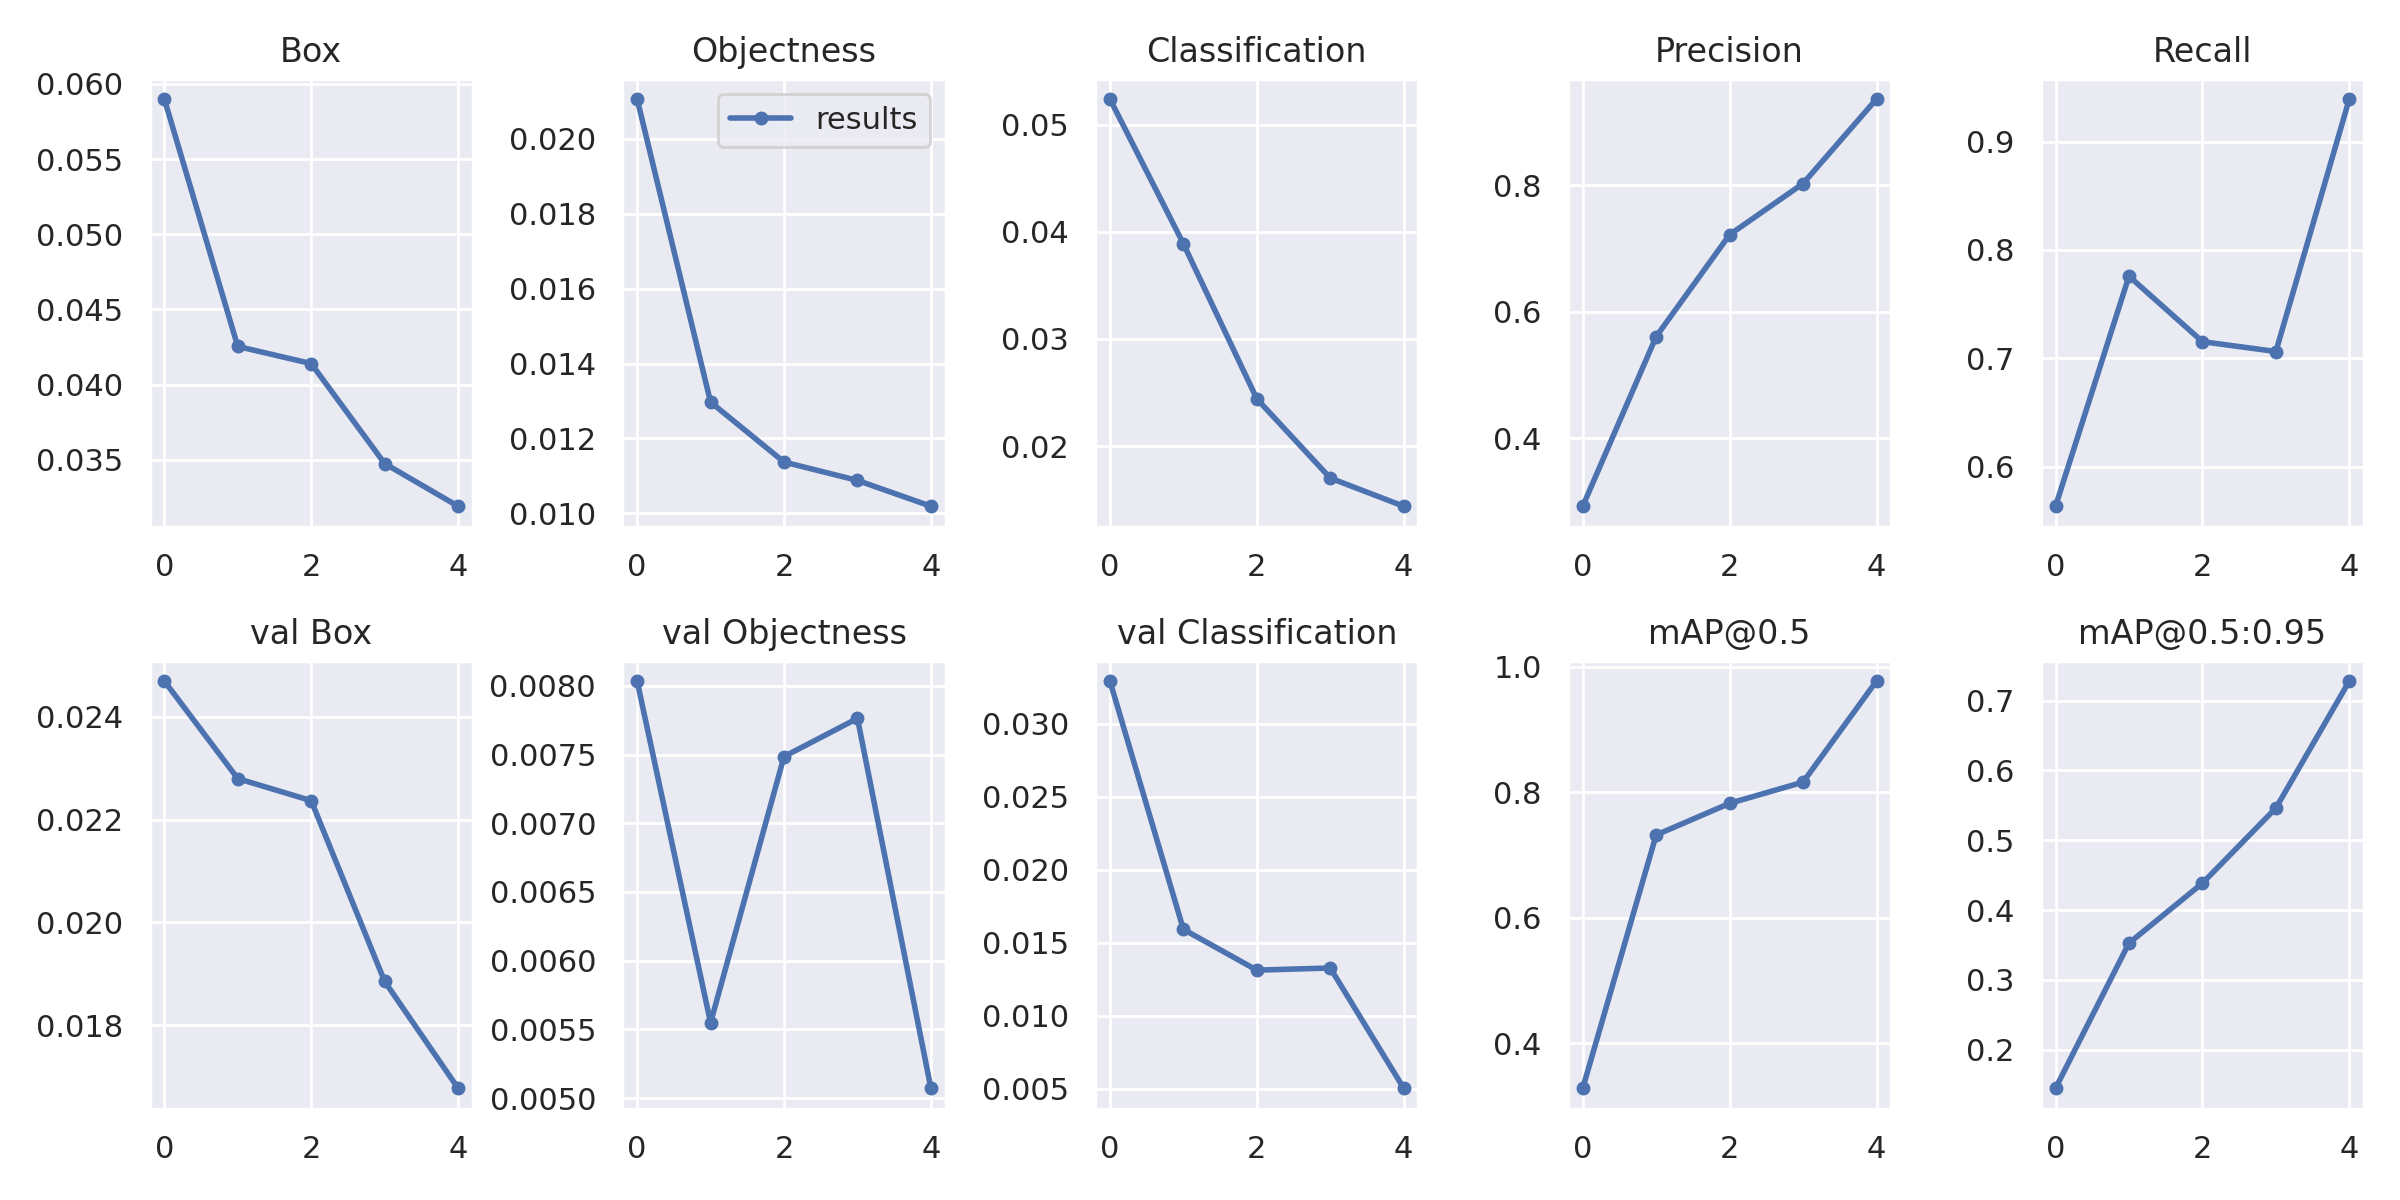 Box
0.060
0.055
0.050
0.045
0.040
0.035
0 2 4
Objectness
results
0.020
0.018
0.016
0.014
0.012
0.010
0 2 4
Classification
0.05
0.04
0.03
0.02
0 2 4
Precision
0.8
0.6
0.4
0 2 4
Recall
0.9
0.8
0.7
0.6
0 2 4
val Box
0.024
0.022
0.020
0.018
0 2 4
val Objectness
0.0080
0.0075
0.0070
0.0065
0.0060
0.0055
0.0050
0 2 4
val Classification
0.030
0.025
0.020
0.015
0.010
0.005
0 2 4
mAP@0.5
1.0
0.8
0.6
0.4
0 2 4
mAP@0.5:0.95
0.7
0.6
0.5
0.4
0.3
0.2
0 2 4